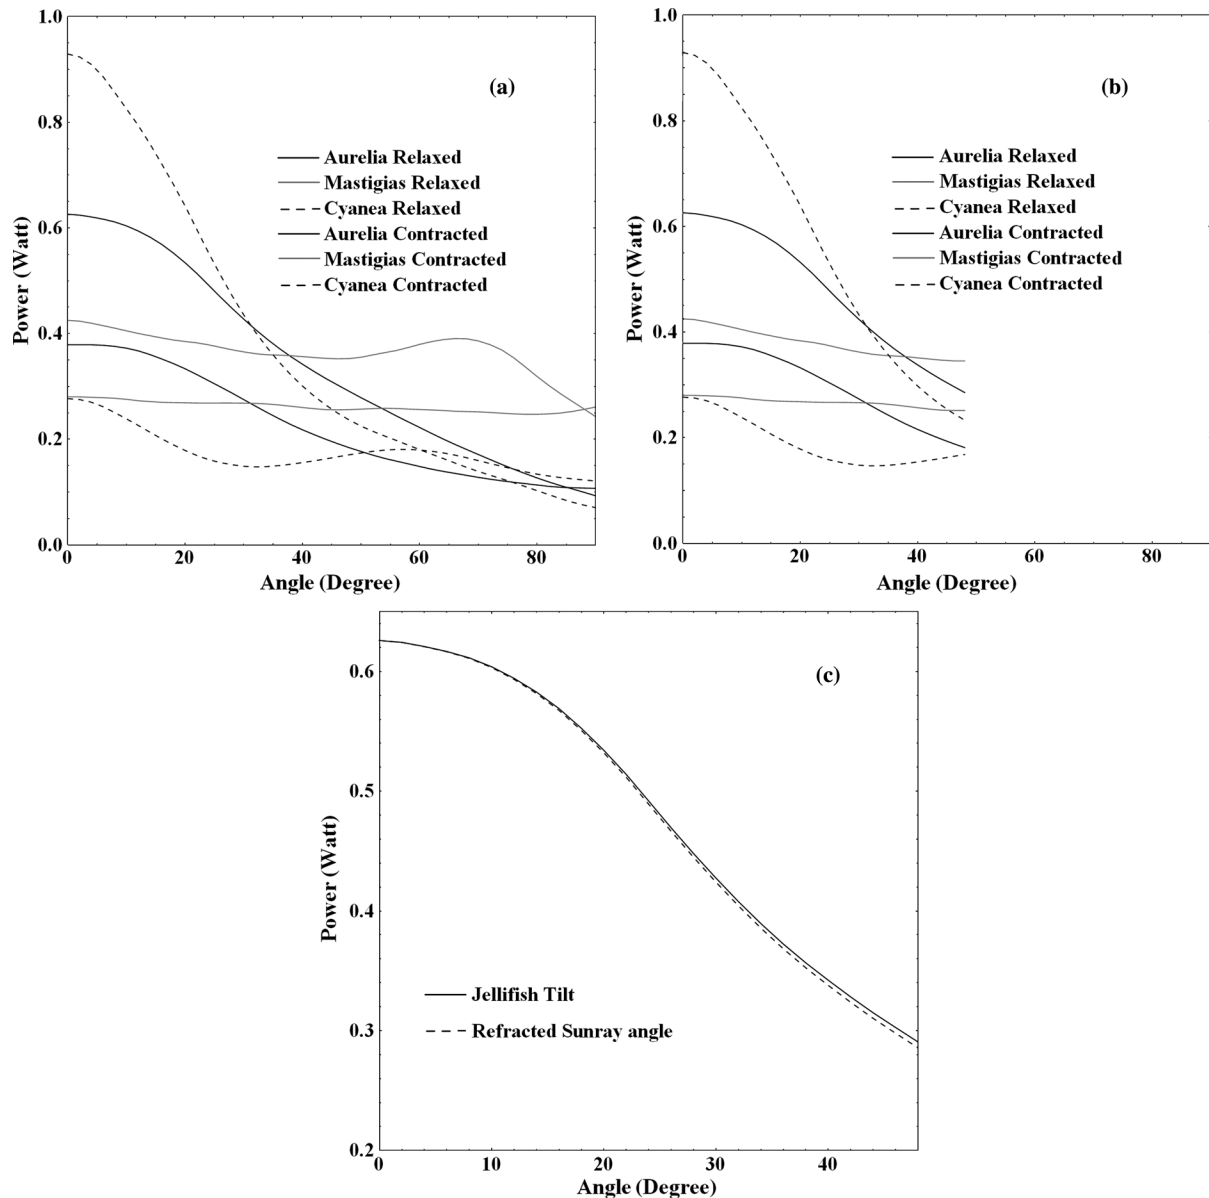 1.0
(a)
0.8
Aurelia Relaxed
Mastigias Relaxed
Cyanea Relaxed
Aurelia Contracted
Mastigias Contracted
Cyanea Contracted
0.6
Power (Watt)
0.4
0.2
0.0
0 20 40 60 80
Angle (Degree)
1.0
(b)
0.8
Aurelia Relaxed
Mastigias Relaxed
Cyanea Relaxed
Aurelia Contracted
Mastigias Contracted
Cyanea Contracted
0.6
Power (Watt)
0.4
0.2
0.0
0 20 40 60 80
Angle (Degree)
(c)
0.6
0.5
Power (Watt)
0.4
0.3
0.2
Jellifish Tilt
Refracted Sunray angle
0 10 20 30 40
Angle (Degree)